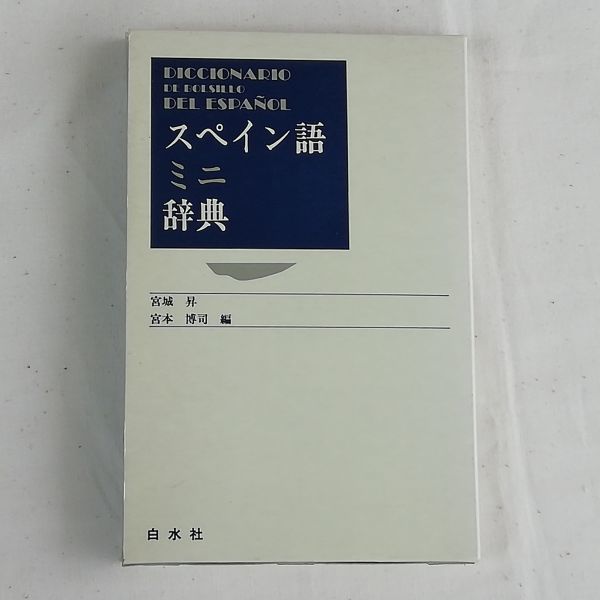 DICCIONARIO
DE BOLSILLO
DEL ESPAÑOL
スペイン語
ミニ
辞典
宮城 昇
宮本 博司 編
白水社